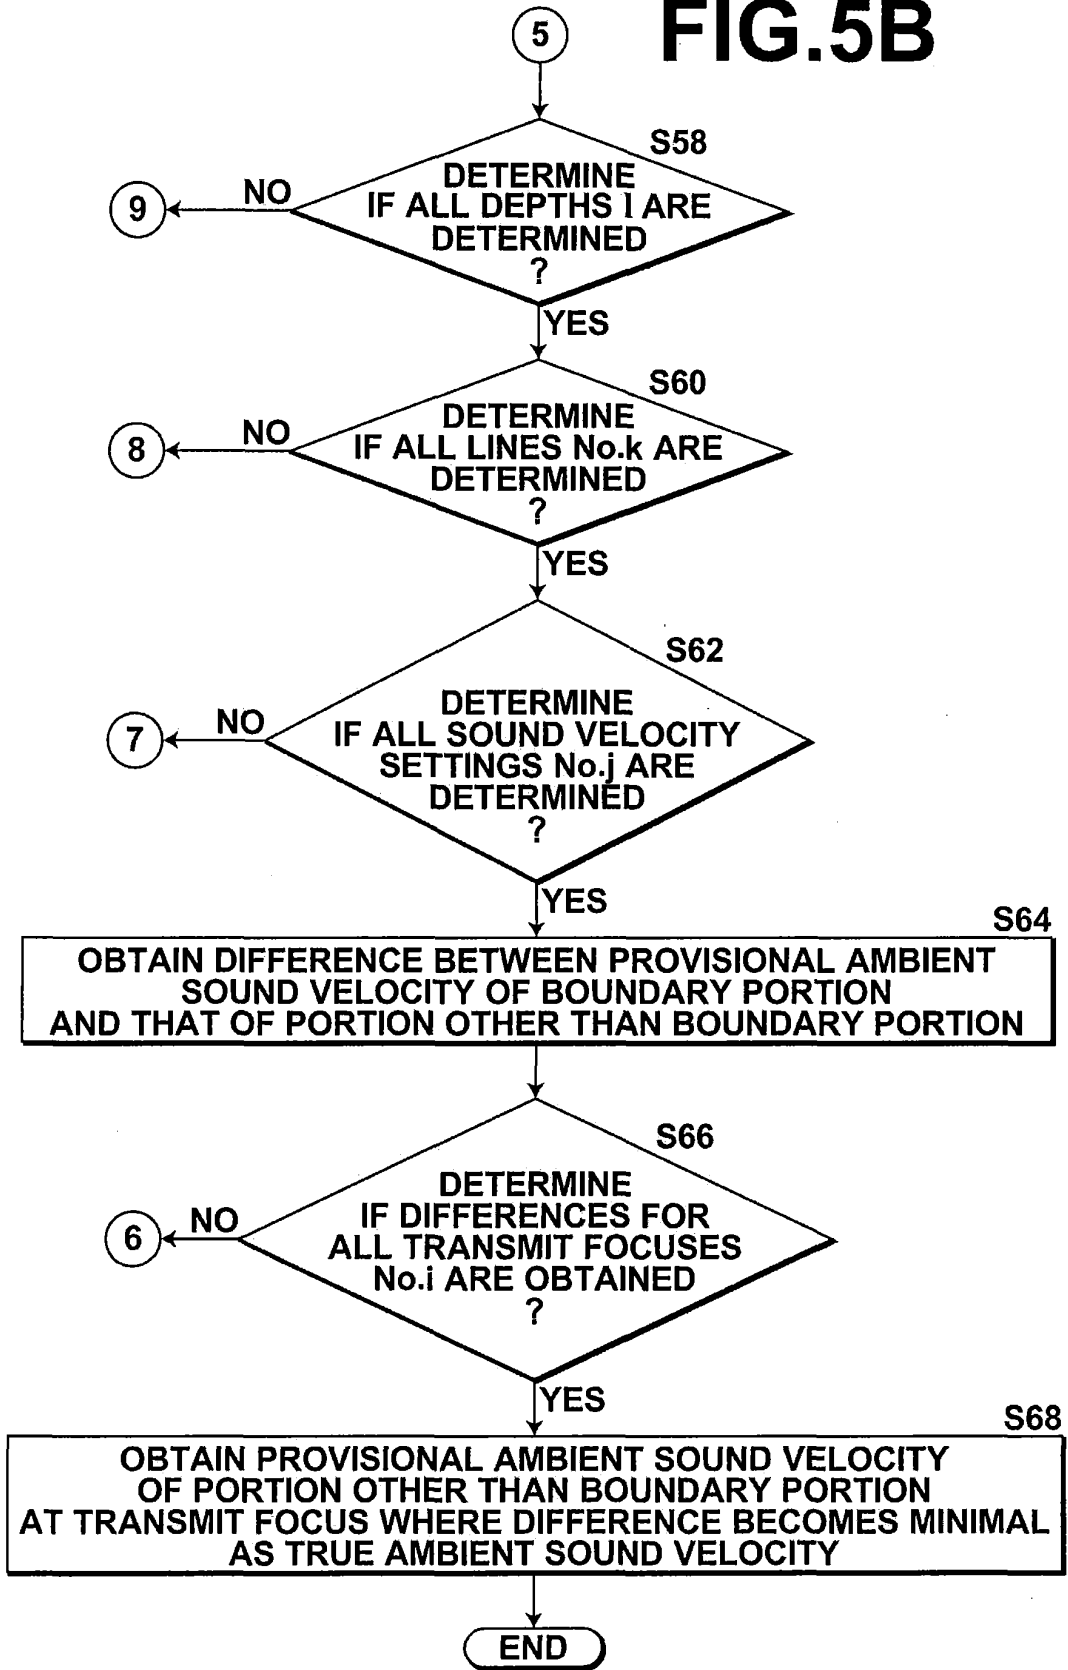 FIG.5B
5
S58
DETERMINE
IF ALL DEPTHS l ARE
DETERMINED
?
NO
9
YES
S60
DETERMINE
IF ALL LINES No.k ARE
DETERMINED
?
NO
8
YES
S62
DETERMINE
IF ALL SOUND VELOCITY
SETTINGS No.j ARE
DETERMINED
?
NO
7
YES
S64
OBTAIN DIFFERENCE BETWEEN PROVISIONAL AMBIENT
SOUND VELOCITY OF BOUNDARY PORTION
AND THAT OF PORTION OTHER THAN BOUNDARY PORTION
S66
DETERMINE
IF DIFFERENCES FOR
ALL TRANSMIT FOCUSES
No.i ARE OBTAINED
?
NO
6
YES
S68
OBTAIN PROVISIONAL AMBIENT SOUND VELOCITY
OF PORTION OTHER THAN BOUNDARY PORTION
AT TRANSMIT FOCUS WHERE DIFFERENCE BECOMES MINIMAL
AS TRUE AMBIENT SOUND VELOCITY
END